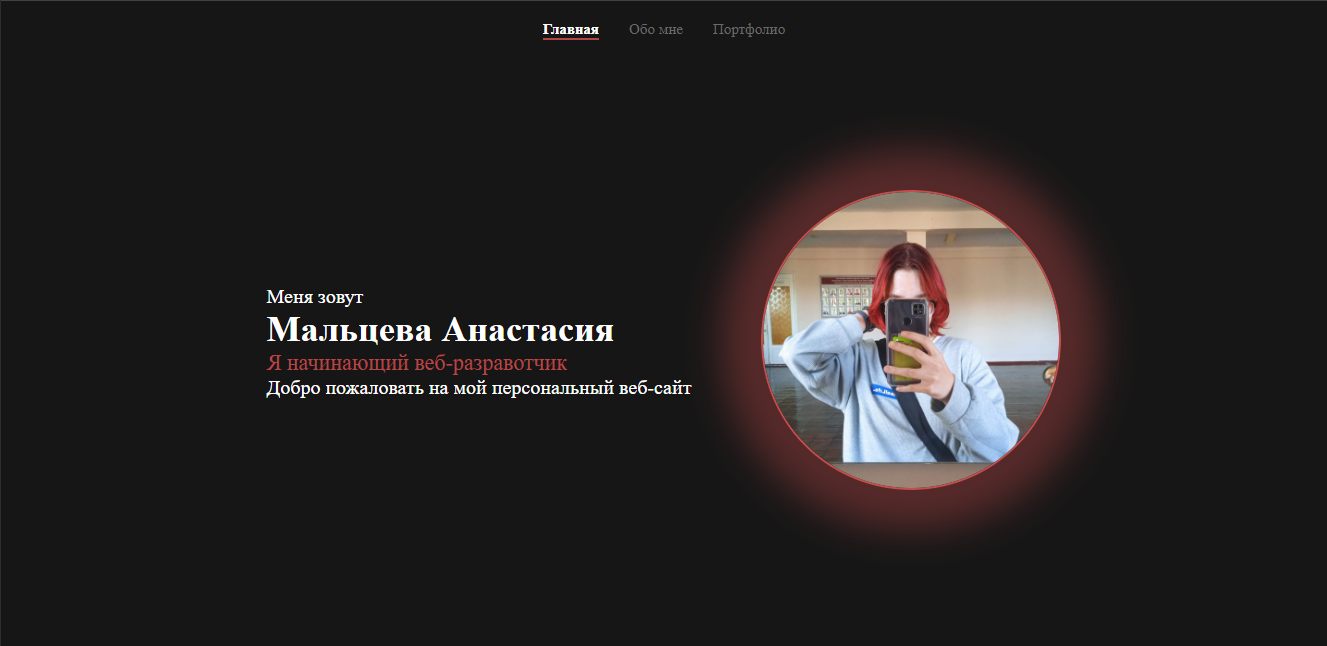 Главная Обо мне Портфолио
Меня зовут
Мальцева Анастасия
Я начинающий веб-разравотчик
Добро пожаловать на мой персональный веб-сайт